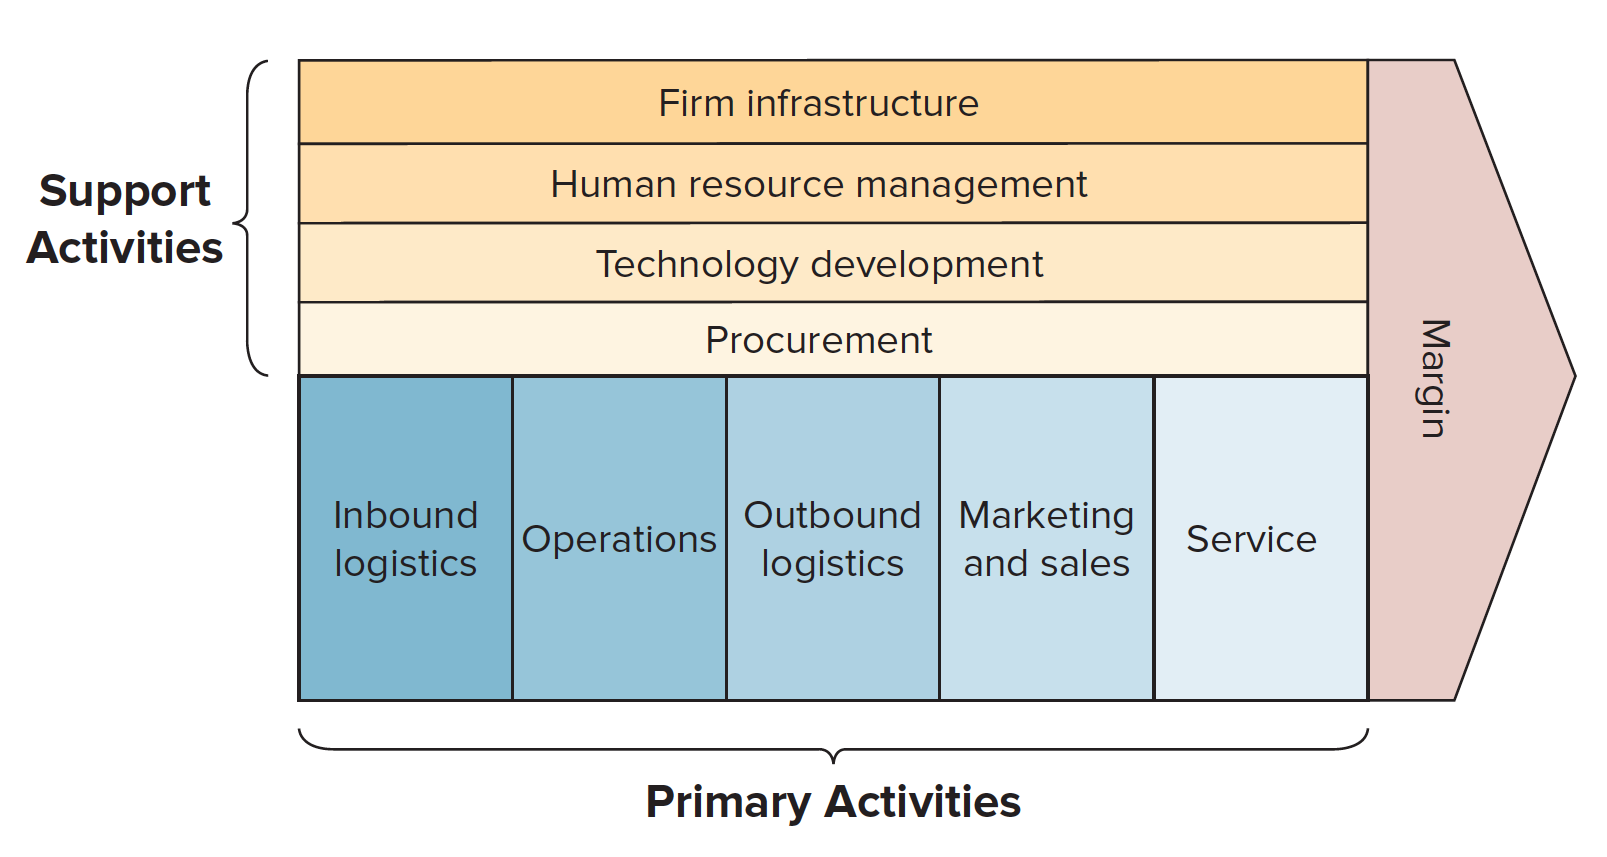 Support
Activities
Firm infrastructure
Human resource management
Technology development
Procurement
Inbound
logistics
Operations
Outbound
logistics
Marketing
and sales
Service
Margin
Primary Activities